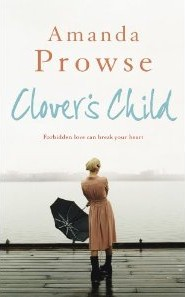 Amanda
Prowse
Clover's Child
Forbidden love can break your heart